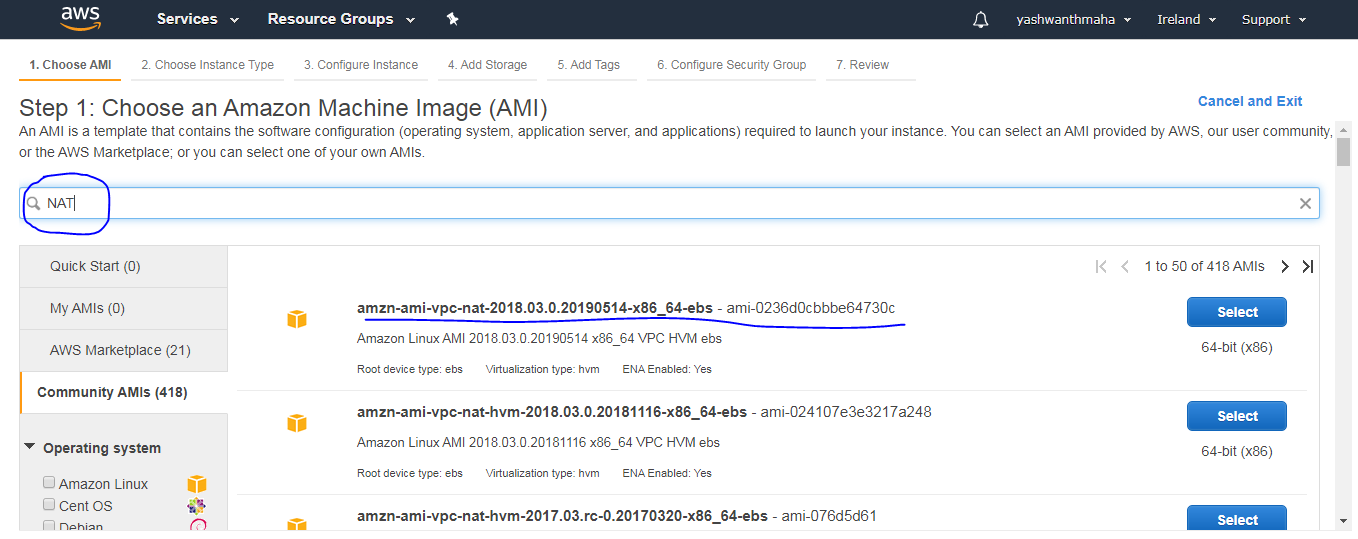 aws Services Resource Groups yashwanthmaha Ireland Support
1. Choose AMI 2. Choose Instance Type 3. Configure Instance 4. Add Storage 5. Add Tags 6. Configure Security Group 7. Review
Step 1: Choose an Amazon Machine Image (AMI)
Cancel and Exit
An AMI is a template that contains the software configuration (operating system, application server, and applications) required to launch your instance. You can select an AMI provided by AWS, our user community,
or the AWS Marketplace; or you can select one of your own AMIs.
NAT
Quick Start (0)
My AMIs (0)
AWS Marketplace (21)
Community AMIs (418)
Operating system
Amazon Linux
Cent OS
Debian
1 to 50 of 418 AMIs
amzn-ami-vpc-nat-2018.03.0.20190514-x86_64-ebs - ami-0236d0cbbbe64730c
Amazon Linux AMI 2018.03.0.20190514 x86_64 VPC HVM ebs
Root device type: ebs Virtualization type: hvm ENA Enabled: Yes
Select
64-bit (x86)
amzn-ami-vpc-nat-hvm-2018.03.0.20181116-x86_64-ebs - ami-024107e3e3217a248
Amazon Linux AMI 2018.03.0.20181116 x86_64 VPC HVM ebs
Root device type: ebs Virtualization type: hvm ENA Enabled: Yes
Select
64-bit (x86)
amzn-ami-vpc-nat-hvm-2017.03.rc-0.20170320-x86_64-ebs - ami-076d5d61
Select